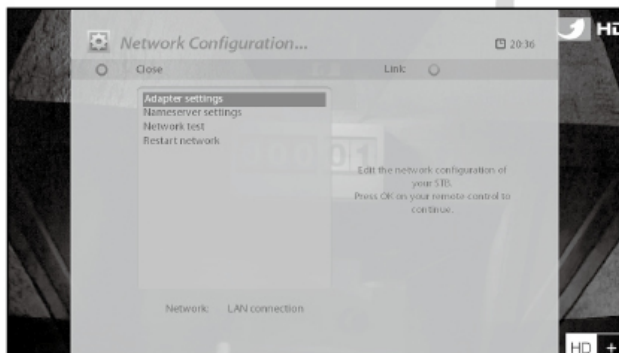 HD
Network Configuration...
20:36
Close
Link:
Adapter settings
Nameserver settings
Network test
Restart network
Edit the network configuration of
your STB.
Press OK on your remote-control to
continue.
Network: LAN connection
HD +